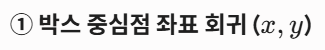 ① 박스 중심점 좌표 회귀 (x, y)